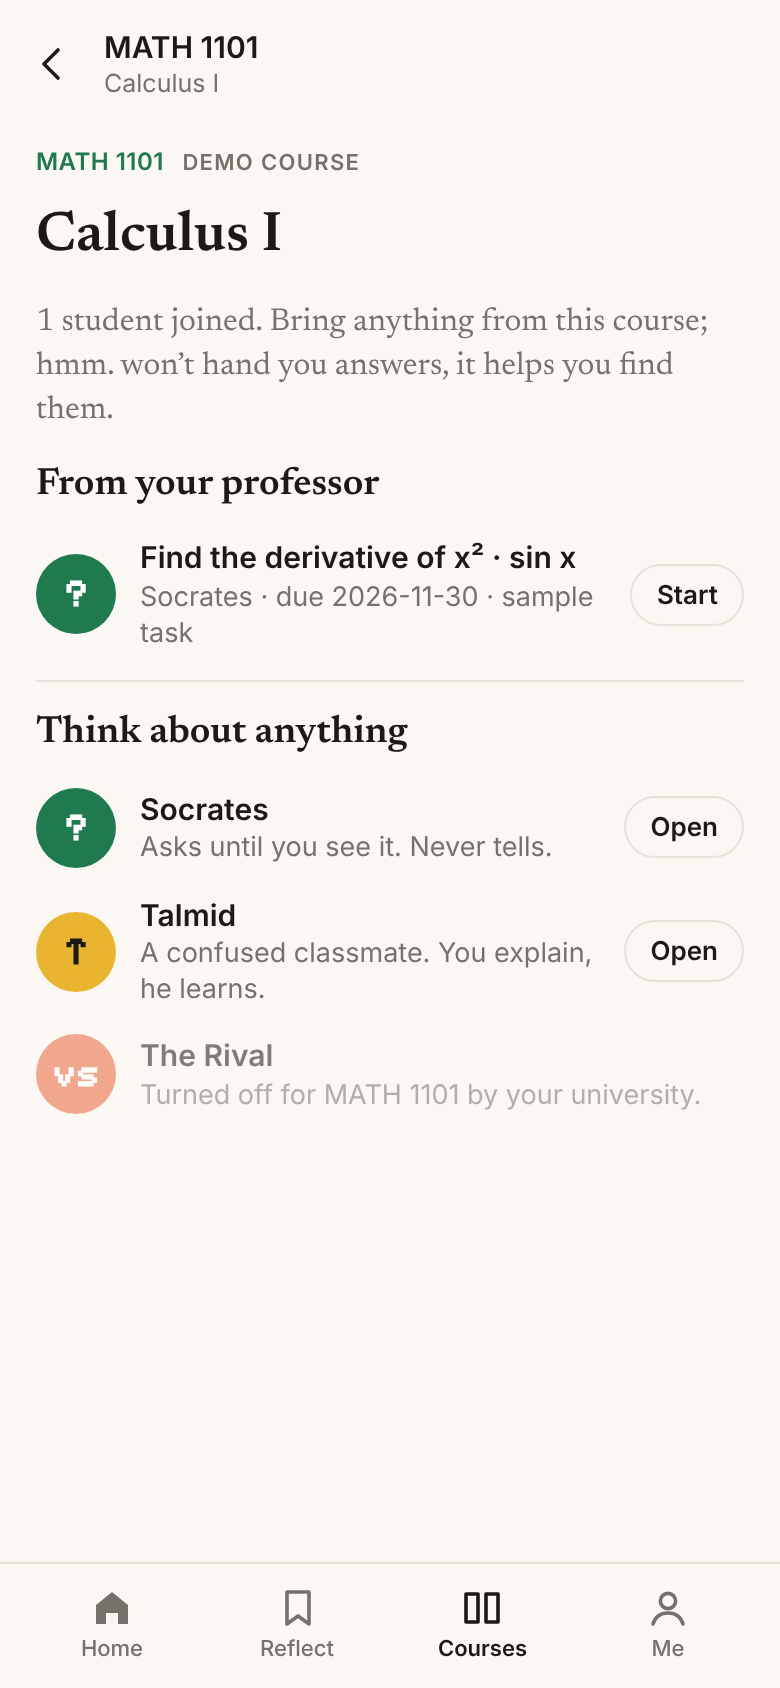 MATH 1101
Calculus I
MATH 1101 DEMO COURSE
Calculus I
1 student joined. Bring anything from this course;
hmm. won’t hand you answers, it helps you find
them.
From your professor
?
Find the derivative of x² · sin x
Socrates · due 2026-11-30 · sample
task
Start
Think about anything
?
Socrates
Asks until you see it. Never tells.
Open
T
Talmid
A confused classmate. You explain,
he learns.
Open
VS
The Rival
Turned off for MATH 1101 by your university.
Home
Reflect
Courses
Me